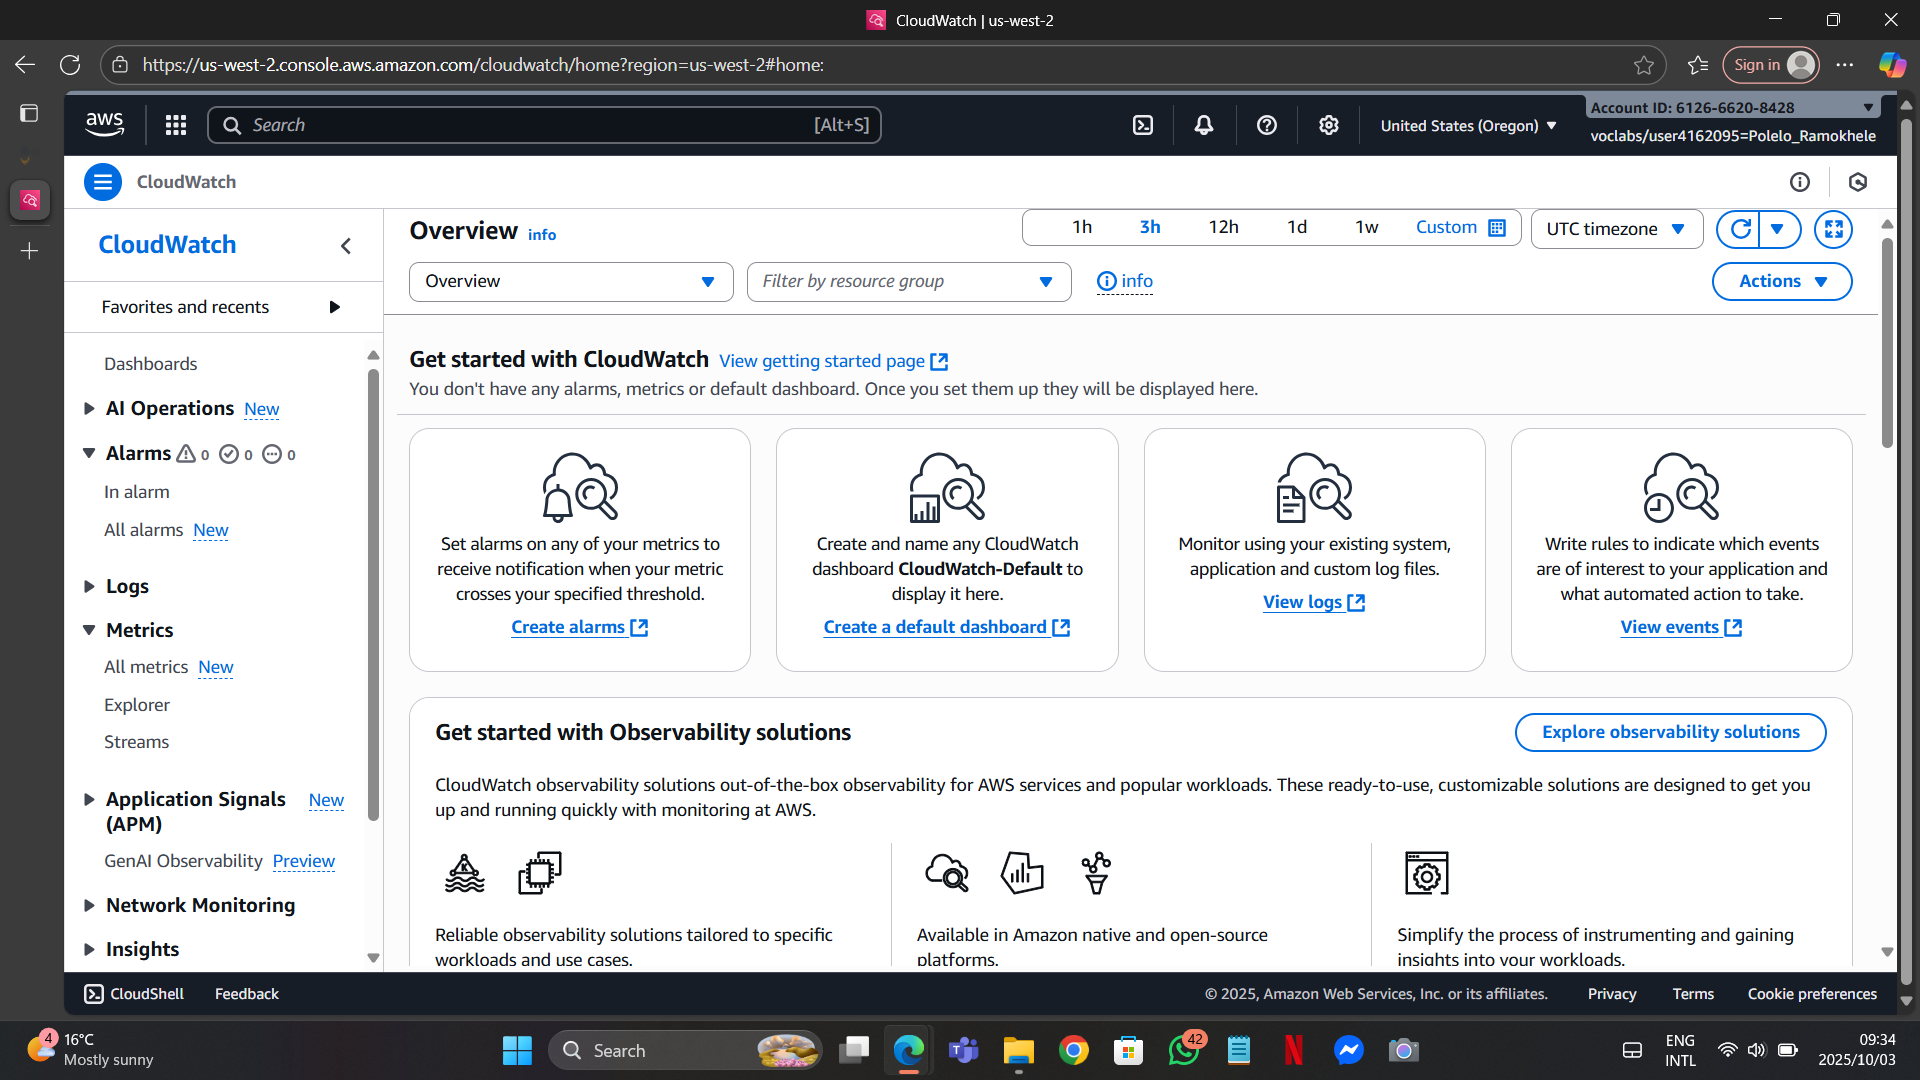 CloudWatch | us-west-2
https://us-west-2.console.aws.amazon.com/cloudwatch/home?region=us-west-2#home:
Sign in
aws
Search
[Alt+S]
United States (Oregon)
Account ID: 6126-6620-8428
voclabs/user4162095=Polelo_Ramokhele
CloudWatch
CloudWatch
Favorites and recents
Dashboards
AI Operations New
Alarms 0 0 0
In alarm
All alarms New
Logs
Metrics
All metrics New
Explorer
Streams
Application Signals New
(APM)
GenAI Observability Preview
Network Monitoring
Insights
Overview info
1h 3h 12h 1d 1w Custom
UTC timezone
Overview
Filter by resource group
info
Actions
Get started with CloudWatch View getting started page
You don't have any alarms, metrics or default dashboard. Once you set them up they will be displayed here.
Set alarms on any of your metrics to
receive notification when your metric
crosses your specified threshold.
Create alarms
Create and name any CloudWatch
dashboard CloudWatch-Default to
display it here.
Create a default dashboard
Monitor using your existing system,
application and custom log files.
View logs
Write rules to indicate which events
are of interest to your application and
what automated action to take.
View events
Get started with Observability solutions
Explore observability solutions
CloudWatch observability solutions out-of-the-box observability for AWS services and popular workloads. These ready-to-use, customizable solutions are designed to get you
up and running quickly with monitoring at AWS.
Reliable observability solutions tailored to specific
workloads and use cases.
Available in Amazon native and open-source
platforms.
Simplify the process of instrumenting and gaining
insights into your workloads.
CloudShell
Feedback
© 2025, Amazon Web Services, Inc. or its affiliates.
Privacy
Terms
Cookie preferences
4
16°C
Mostly sunny
Search
42
ENG
INTL
09:34
2025/10/03